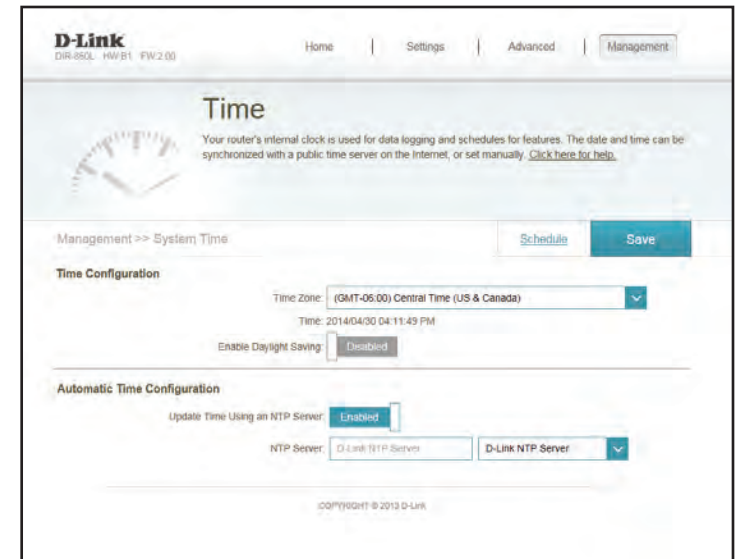 D-Link
DIR-850L HW:B1 FW:2.00
Home | Settings | Advanced | Management
Time
Your router's internal clock is used for data logging and schedules for features. The date and time can be
synchronized with a public time server on the Internet, or set manually. Click here for help.
Management >> System Time
Schedule
Save
Time Configuration
Time Zone: (GMT-06:00) Central Time (US & Canada)
Time: 2014/04/30 04:11:49 PM
Enable Daylight Saving: Disabled
Automatic Time Configuration
Update Time Using an NTP Server: Enabled
NTP Server: D-Link NTP Server D-Link NTP Server
COPYRIGHT © 2013 D-Link